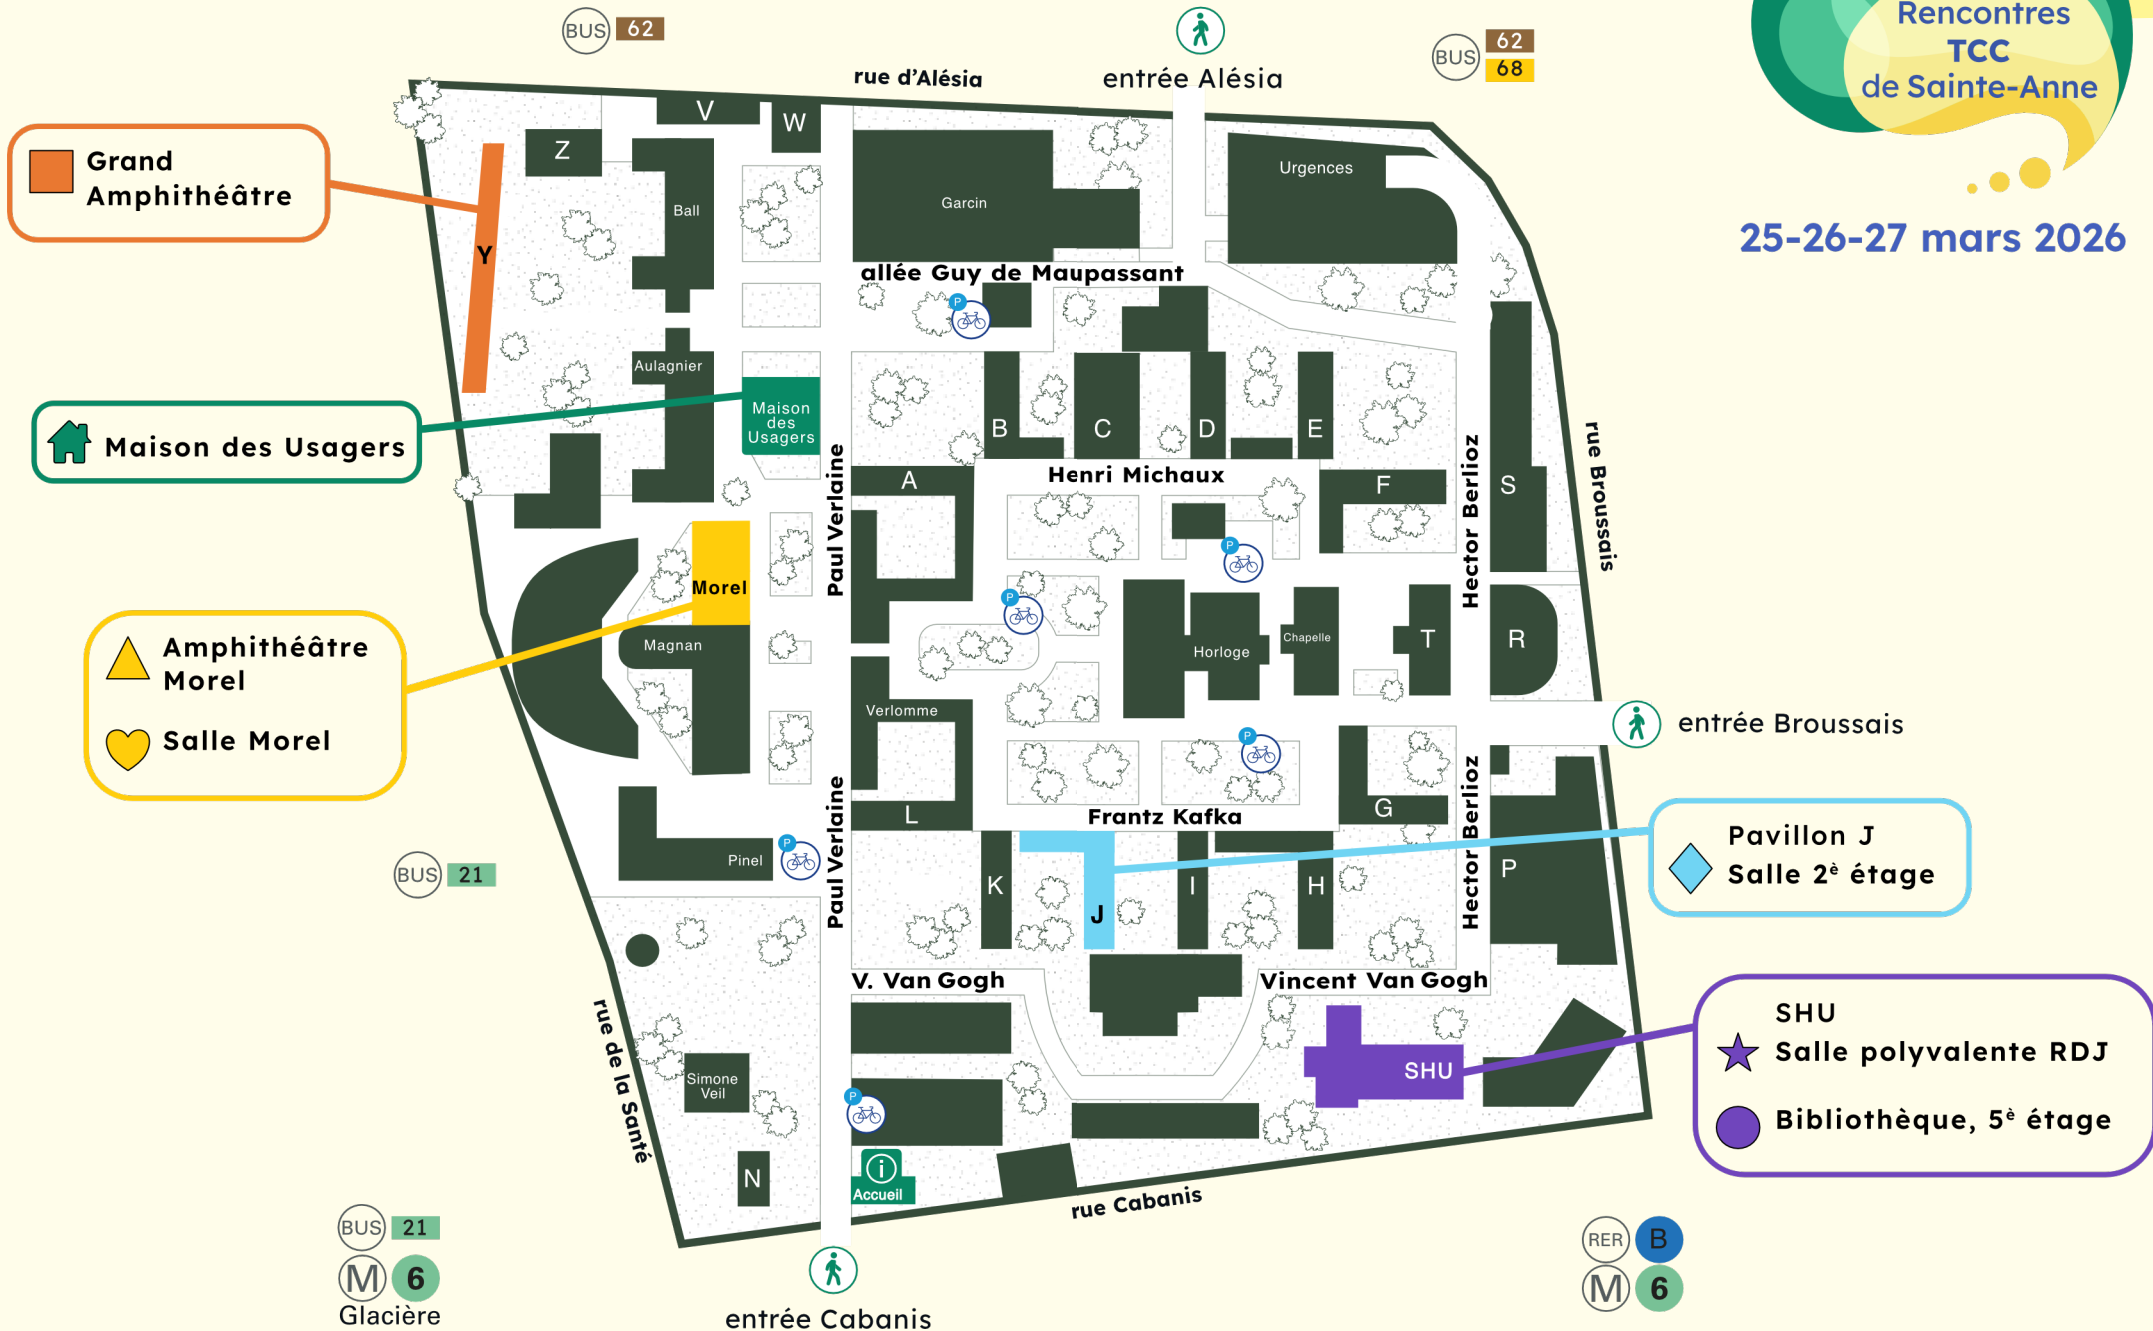 BUS 62
rue d'Alésia
entrée Alésia
BUS
62
68
Rencontres
TCC
de Sainte-Anne
25-26-27 mars 2026
Grand
Amphithéâtre
Z
V
W
Y
Ball
Garcin
Urgences
allée Guy de Maupassant
P
Aulagnier
Maison
des
Usagers
Maison des Usagers
B
C
D
E
Henri Michaux
A
F
S
Paul Verlaine
Hector Berlioz
rue Broussais
P
P
Morel
Magnan
Amphithéâtre
Morel
Salle Morel
Horloge
Chapelle
T
R
Verlomme
entrée Broussais
P
L
Frantz Kafka
G
Paul Verlaine
Hector Berlioz
Pinel
P
BUS 21
K
J
I
H
P
Pavillon J
Salle 2è étage
V. Van Gogh
Vincent Van Gogh
rue de la Santé
SHU
SHU
Salle polyvalente RDJ
Bibliothèque, 5è étage
Simone
Veil
P
N
i
Accueil
rue Cabanis
BUS 21
M 6
Glacière
entrée Cabanis
RER B
M 6